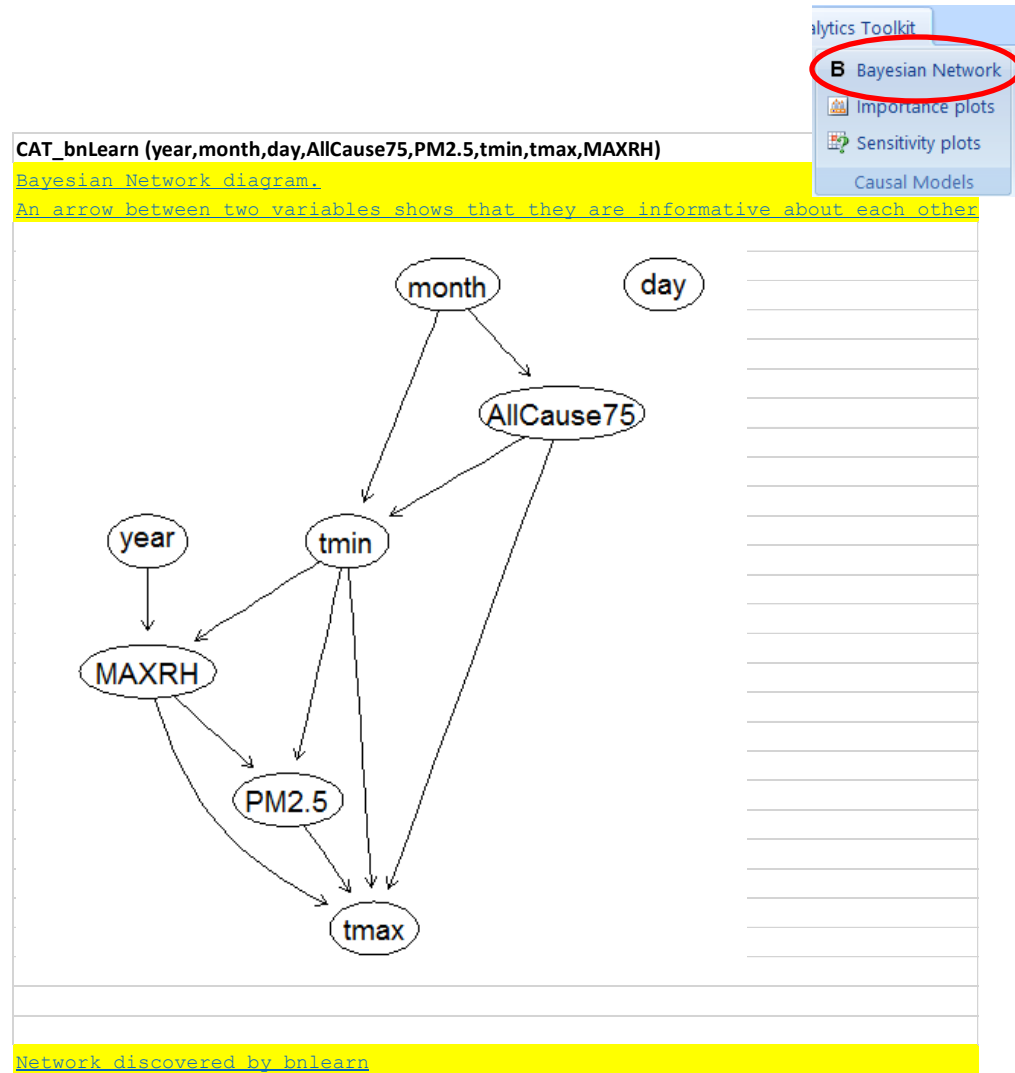 alytics Toolkit
B Bayesian Network
Importance plots
Sensitivity plots
Causal Models
CAT_bnLearn (year,month,day,AllCause75,PM2.5,tmin,tmax,MAXRH)
Bayesian Network diagram.
An arrow between two variables shows that they are informative about each other
month
day
AllCause75
year
tmin
MAXRH
PM2.5
tmax
Network discovered by bnlearn